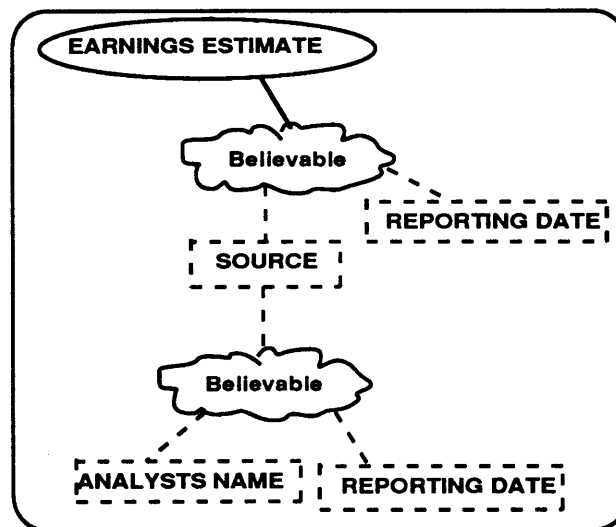 EARNINGS ESTIMATE
Believable
REPORTING DATE
SOURCE
Believable
ANALYSTS NAME
REPORTING DATE